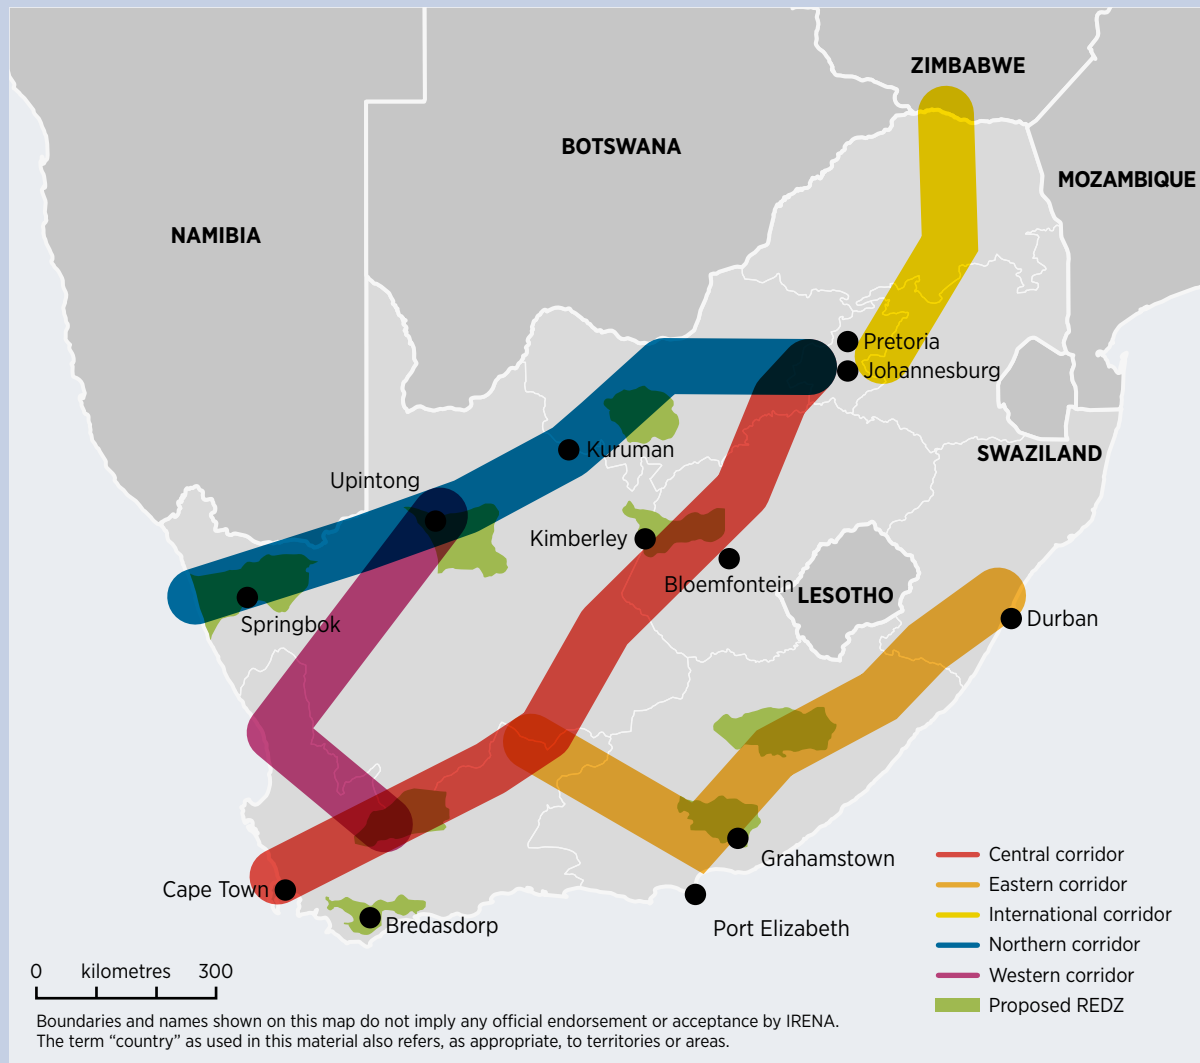 ZIMBABWE
BOTSWANA
MOZAMBIQUE
NAMIBIA
Pretoria
Johannesburg
Kuruman
SWAZILAND
Upintong
Kimberley
Bloemfontein
LESOTHO
Springbok
Durban
Grahamstown
Cape Town
Bredasdorp
Port Elizabeth
Central corridor
Eastern corridor
International corridor
Northern corridor
Western corridor
Proposed REDZ
0 kilometres 300
Boundaries and names shown on this map do not imply any official endorsement or acceptance by IRENA.
The term “country” as used in this material also refers, as appropriate, to territories or areas.